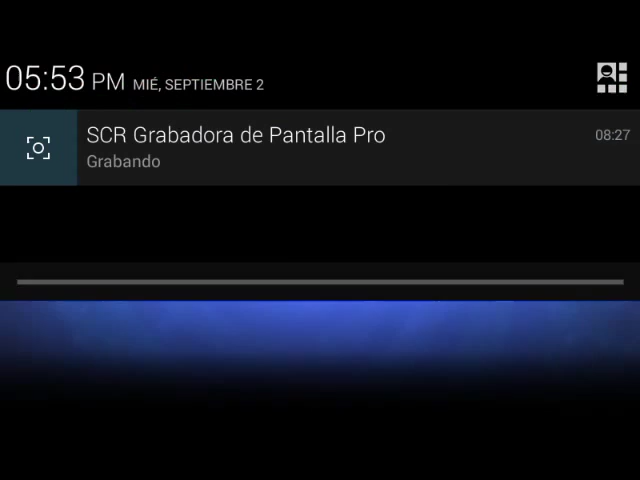 05:53 PM MIÉ, SEPTIEMBRE 2
SCR Grabadora de Pantalla Pro 08:27
Grabando